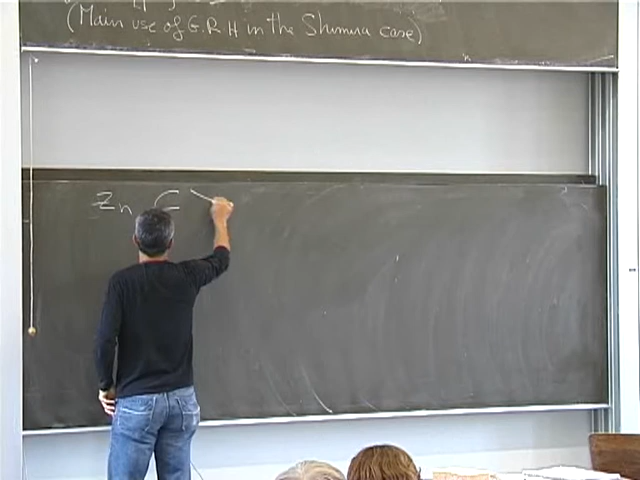 (Main use of G.R.H in the Shimura case)
Zn ⊂